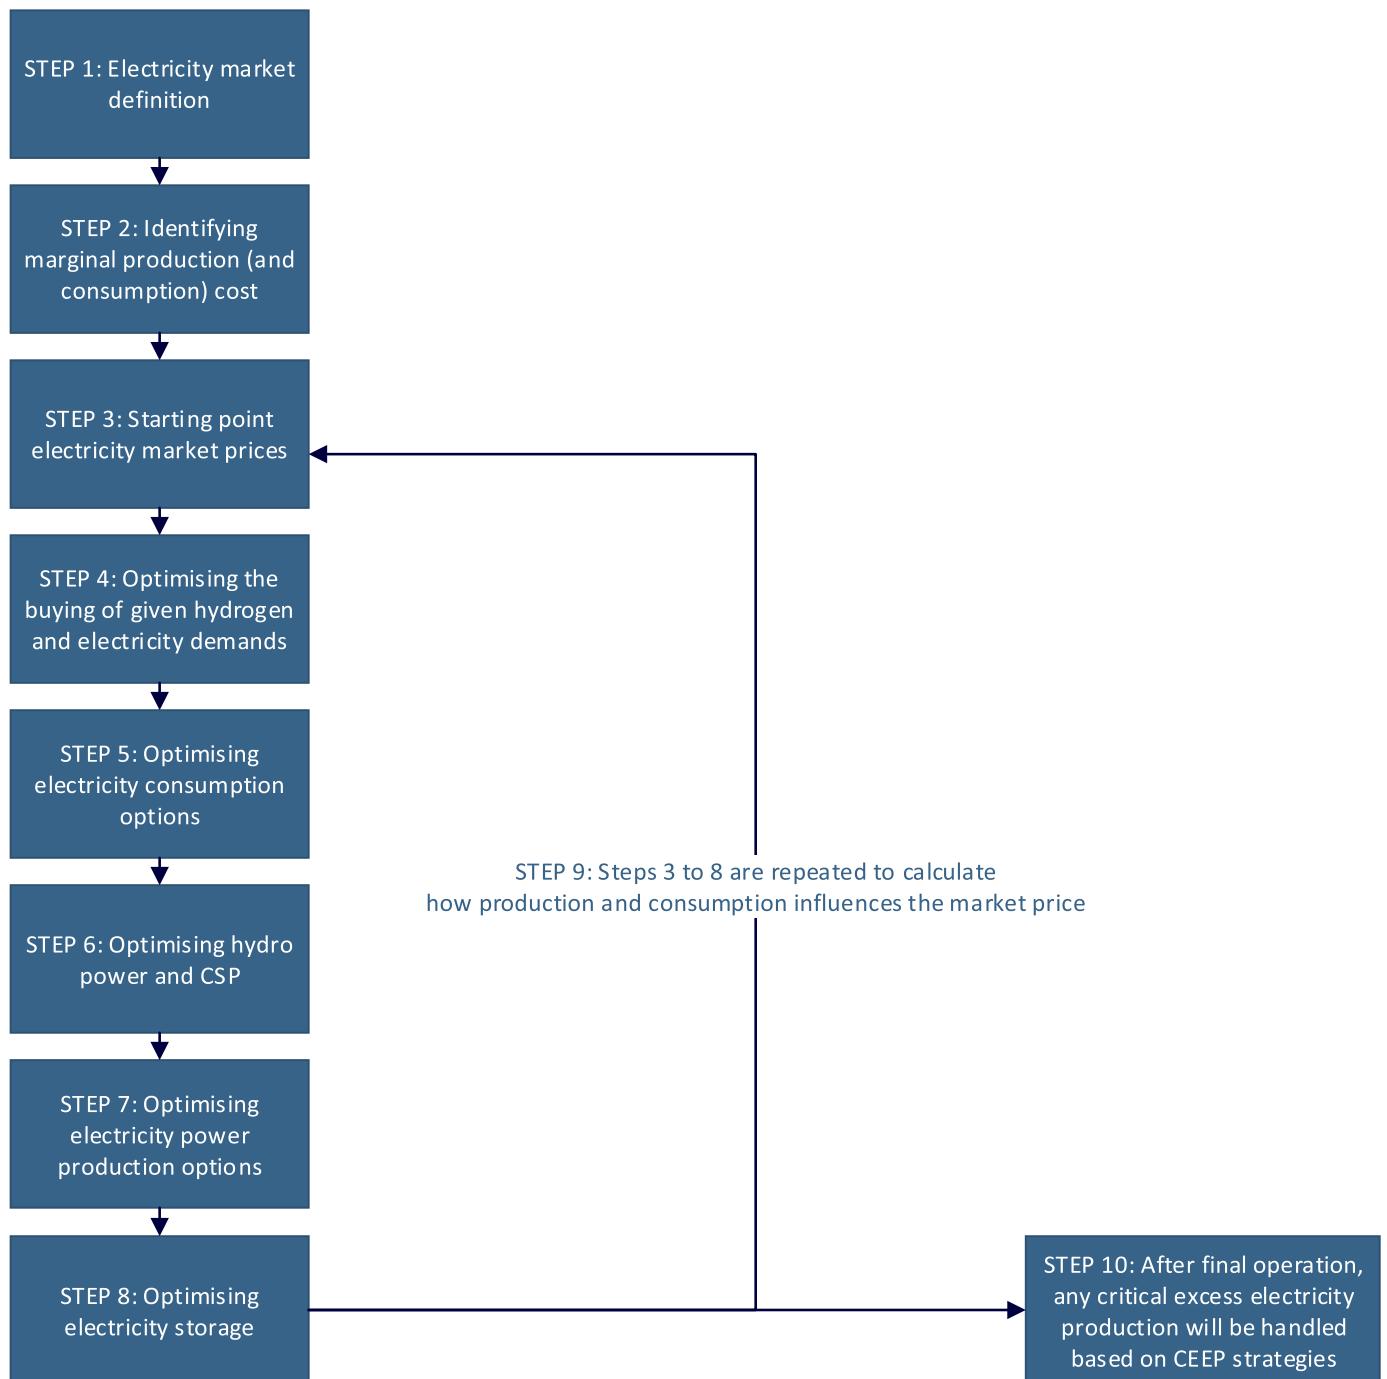 STEP 1: Electricity market
definition
STEP 2: Identifying
marginal production (and
consumption) cost
STEP 3: Starting point
electricity market prices
STEP 4: Optimising the
buying of given hydrogen
and electricity demands
STEP 5: Optimising
electricity consumption
options
STEP 6: Optimising hydro
power and CSP
STEP 7: Optimising
electricity power
production options
STEP 8: Optimising
electricity storage
STEP 9: Steps 3 to 8 are repeated to calculate
how production and consumption influences the market price
STEP 10: After final operation,
any critical excess electricity
production will be handled
based on CEEP strategies